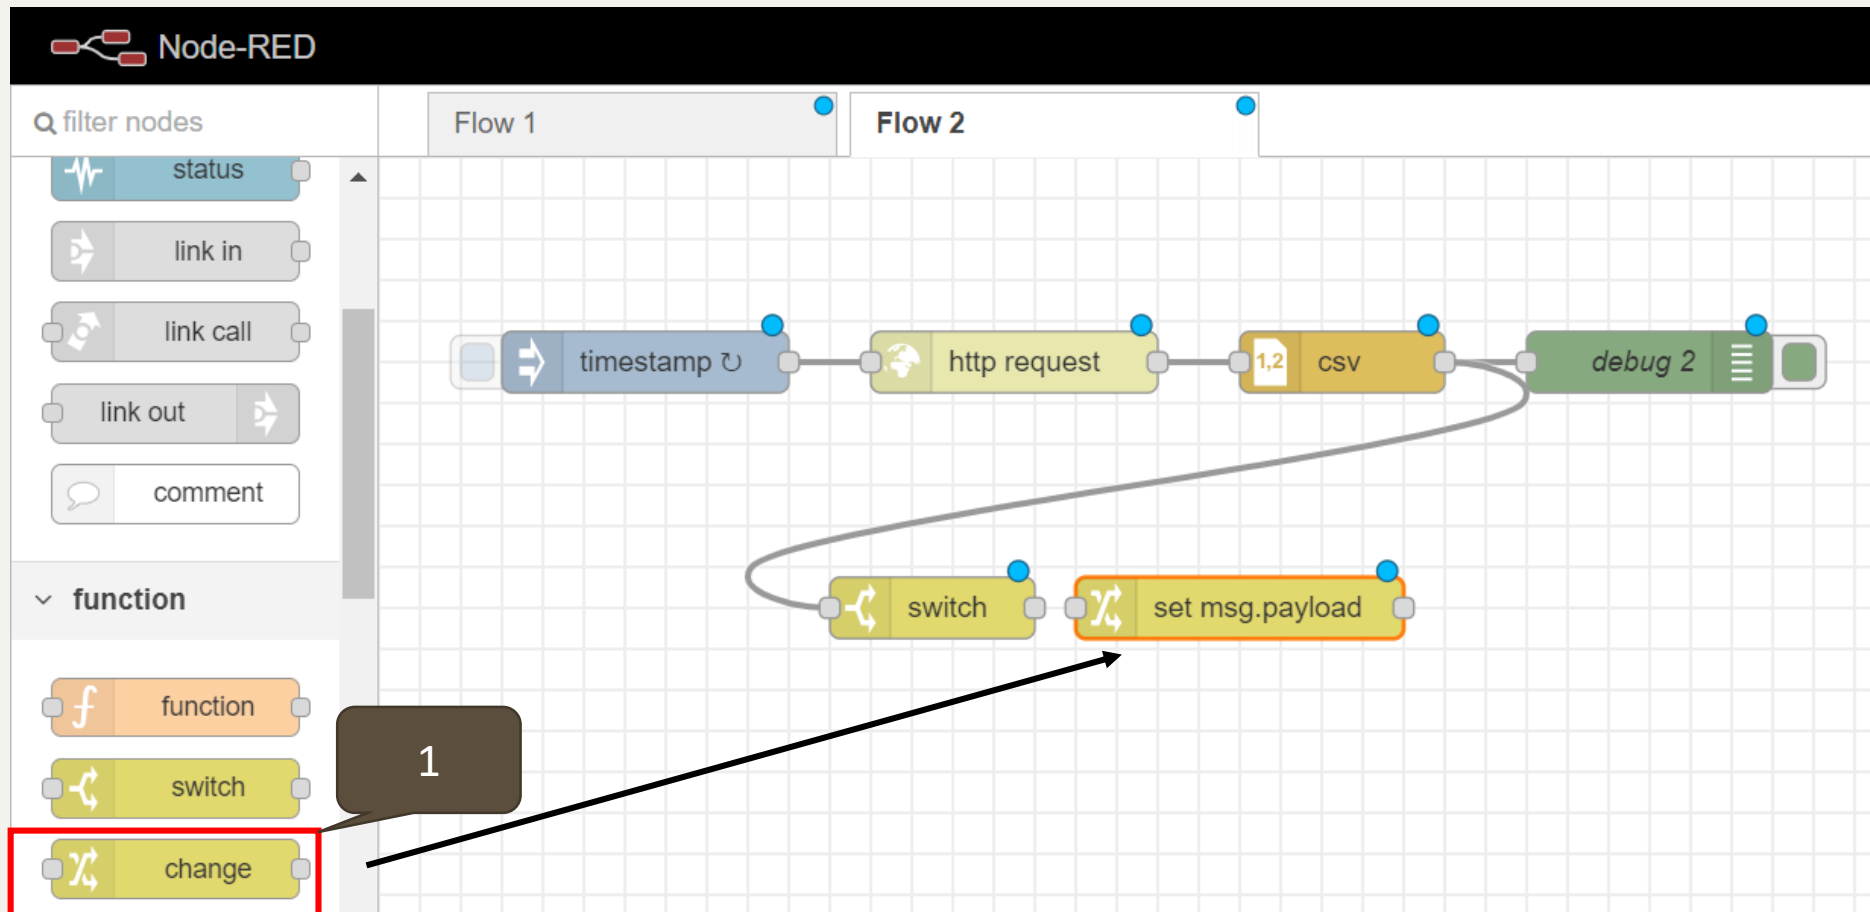 Node-RED
filter nodes
Flow 1
Flow 2
status
link in
link call
link out
comment
function
function
switch
change
timestamp ↻
http request
1,2
csv
debug 2
switch
set msg.payload
1